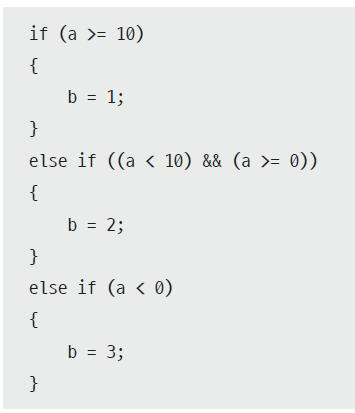 if (a >= 10)
{
    b = 1;
}
else if ((a < 10) && (a >= 0))
{
    b = 2;
}
else if (a < 0)
{
    b = 3;
}